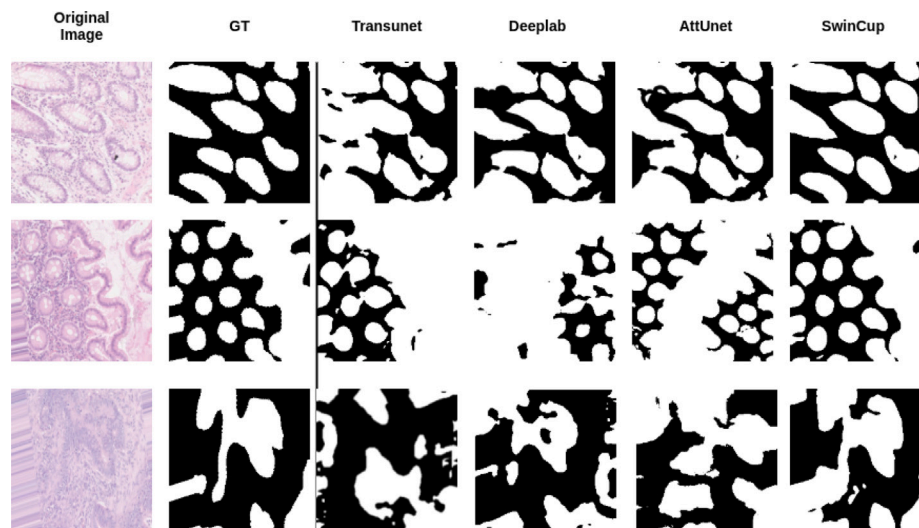 Original
Image
GT
Transunet
Deeplab
AttUnet
SwinCup